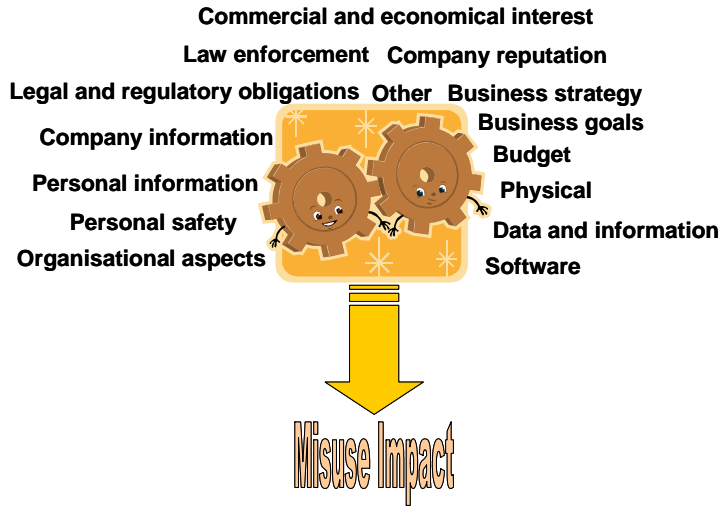 Commercial and economical interest
Law enforcement Company reputation
Legal and regulatory obligations Other Business strategy
Business goals
Company information
Budget
Personal information
Physical
Personal safety
Data and information
Organisational aspects
Software
Misuse Impact